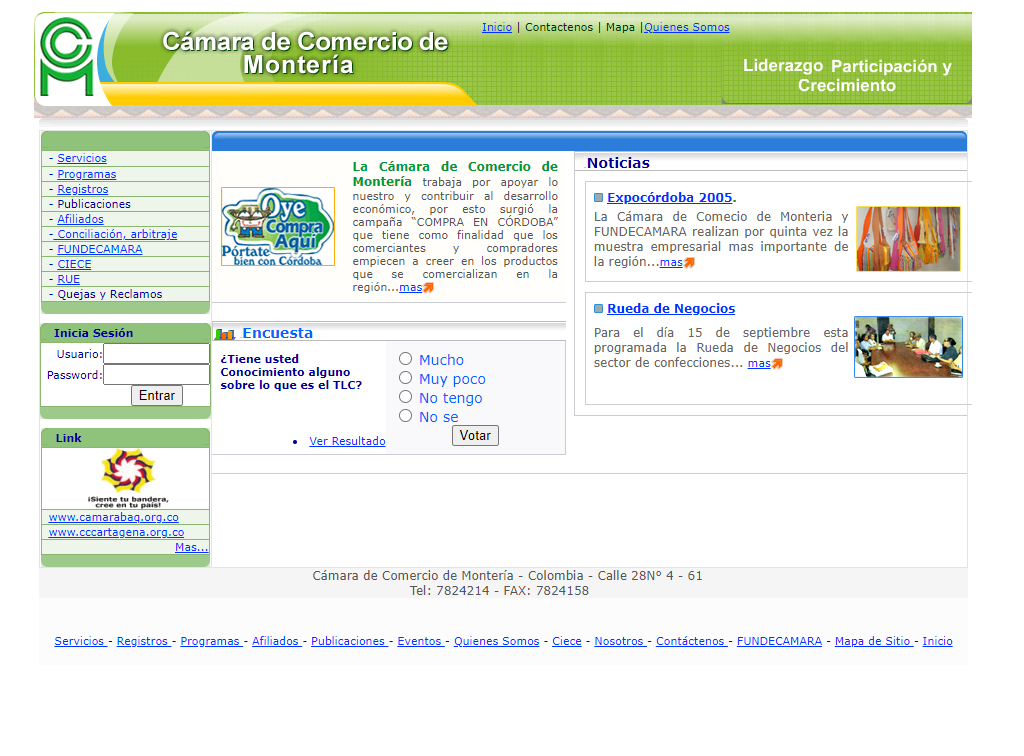 Inicio | Contactenos | Mapa |Quienes Somos
CM
Cámara de Comercio de
Montería
Liderazgo Participación y
Crecimiento
- Servicios
- Programas
- Registros
- Publicaciones
- Afiliados
- Conciliación, arbitraje
- FUNDECAMARA
- CIECE
- RUE
- Quejas y Reclamos
Inicia Sesión
Usuario:
Password:
Entrar
Link
¡Siente tu bandera,
cree en tu país!
www.camarabaq.org.co
www.cccartagena.org.co
Mas...
Oye
Compra
Aquí
Pórtate
bien con Córdoba
La Cámara de Comercio de
Montería trabaja por apoyar lo
nuestro y contribuir al desarrollo
económico, por esto surgió la
campaña “COMPRA EN CÓRDOBA”
que tiene como finalidad que los
comerciantes y compradores
empiecen a creer en los productos
que se comercializan en la
región...mas
Encuesta
¿Tiene usted
Conocimiento alguno
sobre lo que es el TLC?
Mucho
Muy poco
No tengo
No se
Votar
• Ver Resultado
Noticias
Expocórdoba 2005.
La Cámara de Comecio de Monteria y
FUNDECAMARA realizan por quinta vez la
muestra empresarial mas importante de
la región...mas
Rueda de Negocios
Para el día 15 de septiembre esta
programada la Rueda de Negocios del
sector de confecciones... mas
Cámara de Comercio de Montería - Colombia - Calle 28N° 4 - 61
Tel: 7824214 - FAX: 7824158
Servicios - Registros - Programas - Afiliados - Publicaciones - Eventos - Quienes Somos - Ciece - Nosotros - Contáctenos - FUNDECAMARA - Mapa de Sitio - Inicio